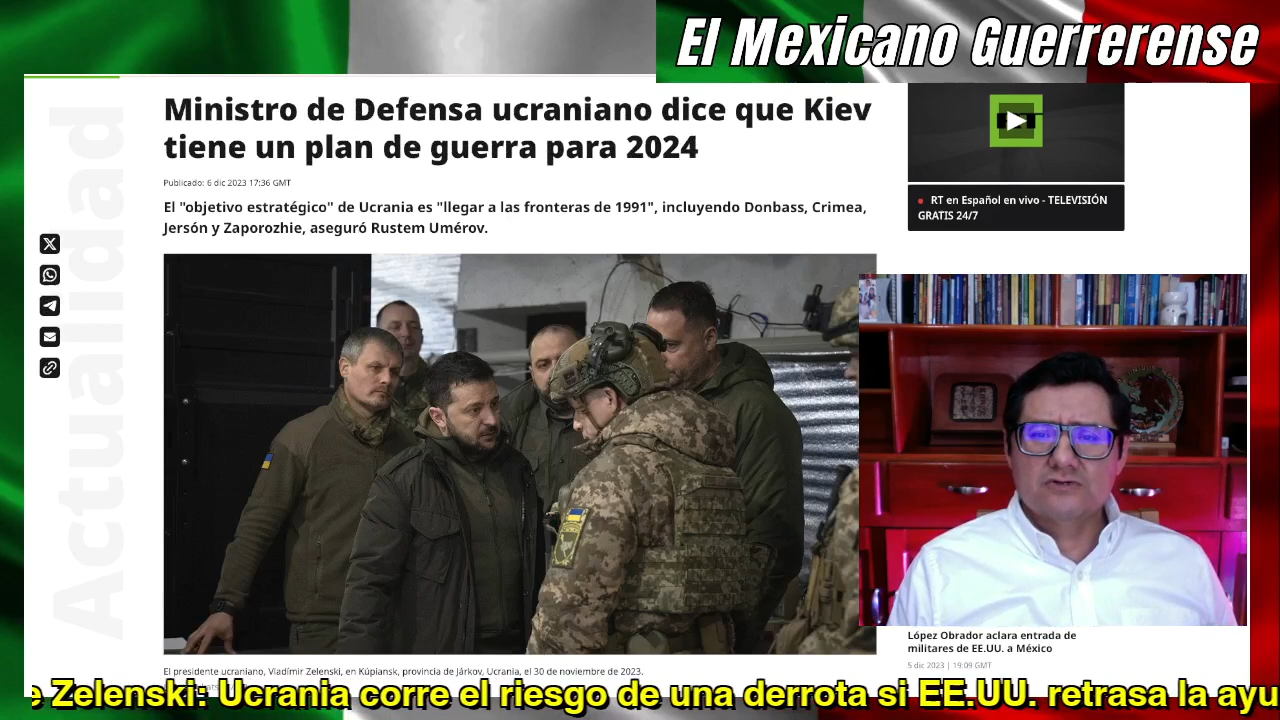 El Mexicano Guerrerense
Actualidad
Ministro de Defensa ucraniano dice que Kiev
tiene un plan de guerra para 2024
Publicado: 6 dic 2023 17:36 GMT
El "objetivo estratégico" de Ucrania es "llegar a las fronteras de 1991", incluyendo Donbass, Crimea,
Jersón y Zaporozhie, aseguró Rustem Umérov.
RT en Español en vivo - TELEVISIÓN
GRATIS 24/7
El presidente ucraniano, Vladímir Zelenski, en Kúpiansk, provincia de Járkov, Ucrania, el 30 de noviembre de 2023.
López Obrador aclara entrada de
militares de EE.UU. a México
5 dic 2023 | 19:09 GMT
e Zelenski: Ucrania corre el riesgo de una derrota si EE.UU. retrasa la ayu